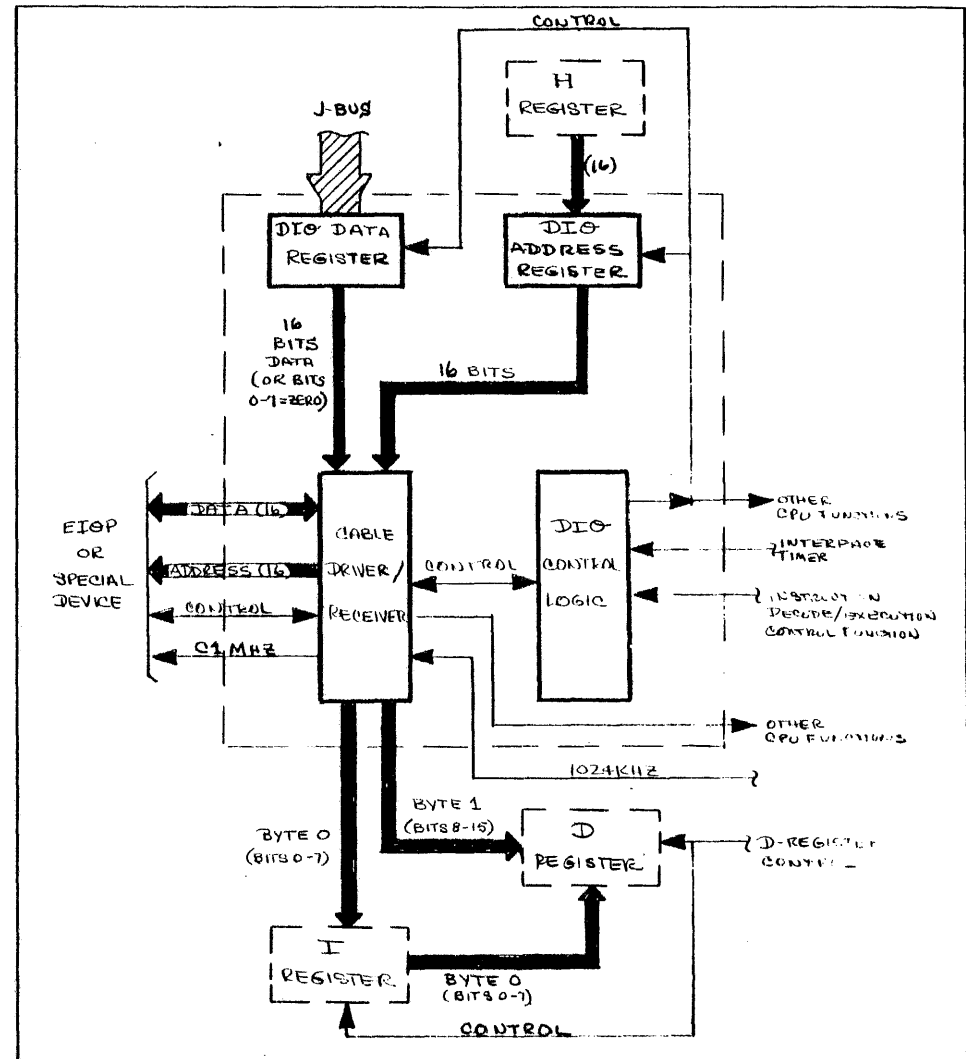 CONTROL
H
REGISTER
J-BUS
(16)
DIO DATA
REGISTER
DIO
ADDRESS
REGISTER
16
BITS
DATA
(OR BITS
0-7=ZERO)
16 BITS
EIOP
OR
SPECIAL
DEVICE
DATA (16)
ADDRESS (16)
CONTROL
C1 MHZ
CABLE
DRIVER/
RECEIVER
CONTROL
DIO
CONTROL
LOGIC
OTHER
CPU FUNCTIONS
INTERFACE
TIMER
DECODE/EXECUTION
CONTROL FUNCTION
OTHER
CPU FUNCTIONS
1024KHZ
BYTE 0
(BITS 0-7)
BYTE 1
(BITS 8-15)
D
REGISTER
D-REGISTER
I
REGISTER
BYTE 0
(BITS 0-7)
CONTROL